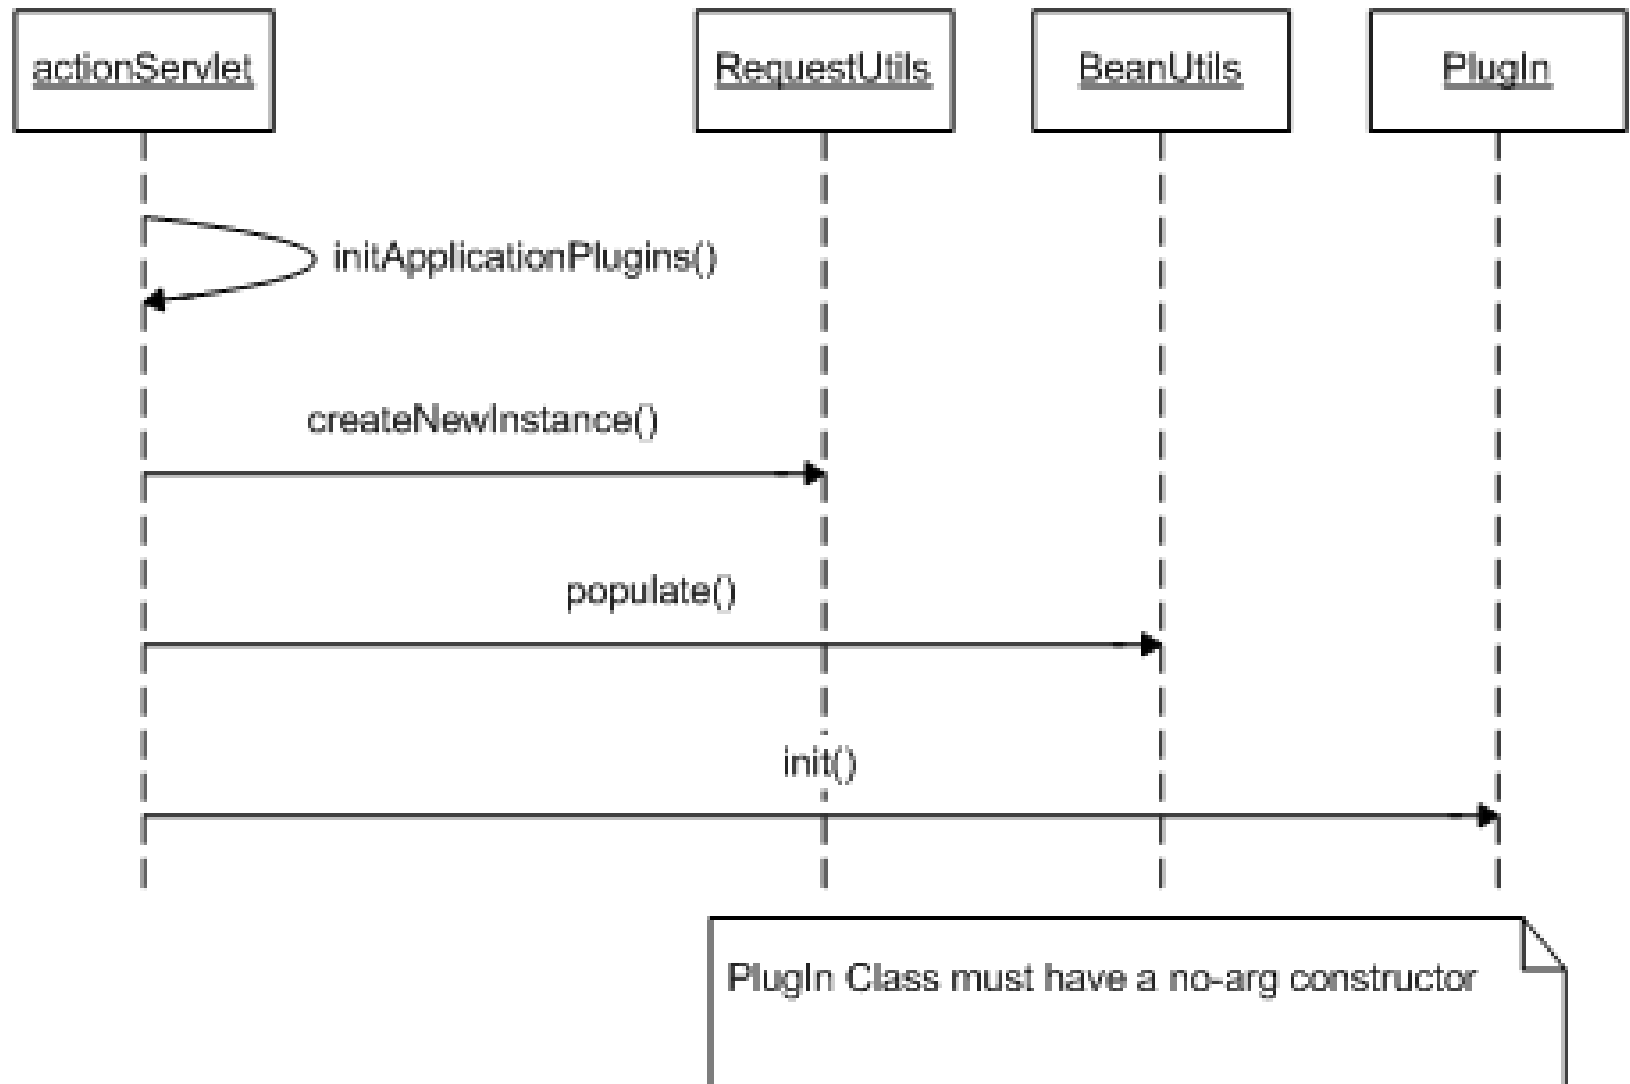 actionServlet
RequestUtils
BeanUtils
PlugIn
initApplicationPlugins()
createNewInstance()
populate()
init()
PlugIn Class must have a no-arg constructor